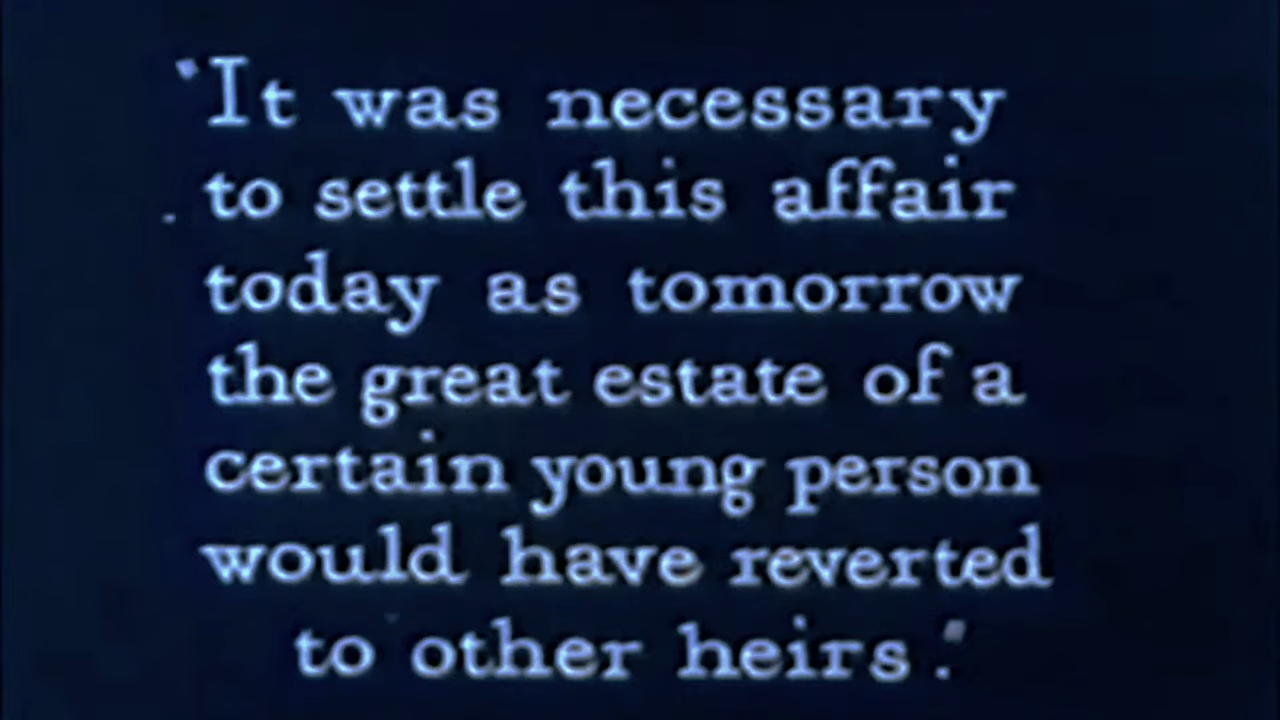 "It was necessary
to settle this affair
today as tomorrow
the great estate of a
certain young person
would have reverted
to other heirs."